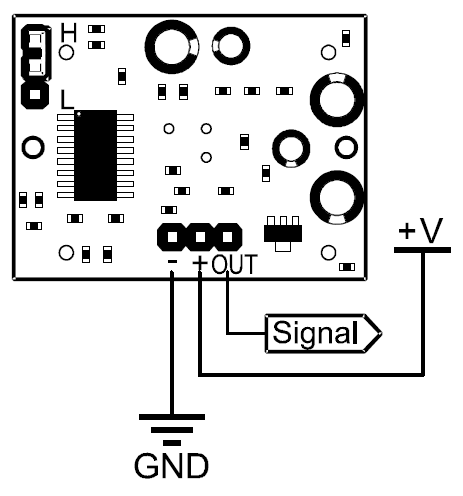 H
L
- + OUT
+V
Signal
GND